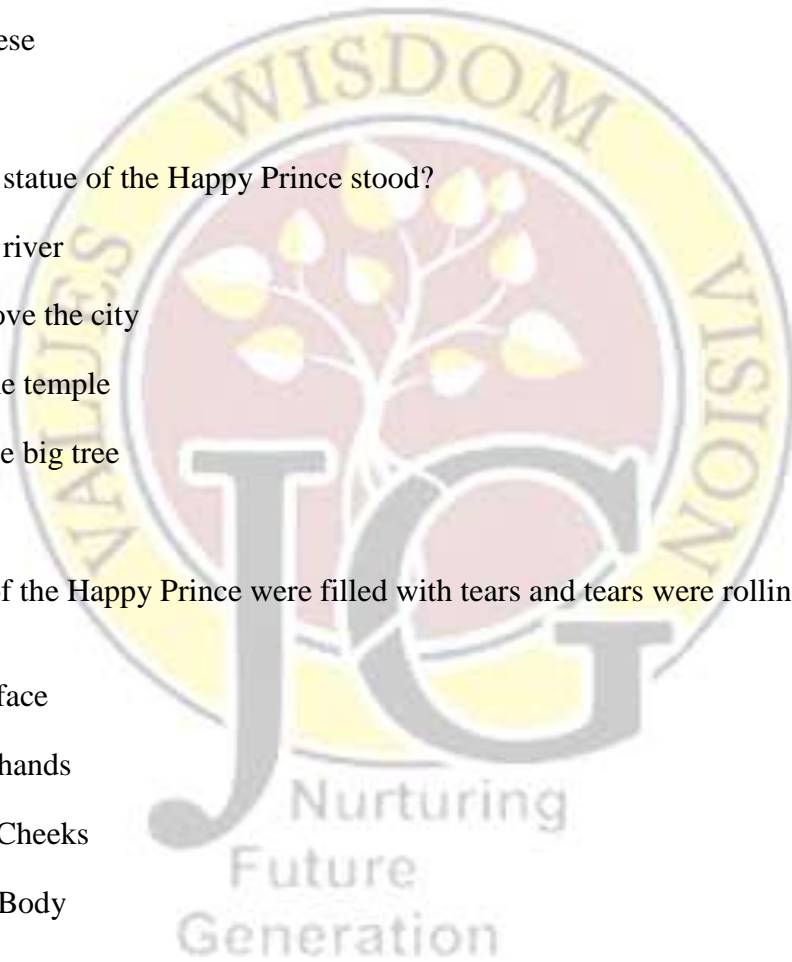 ese
statue of the Happy Prince stood?
river
ove the city
e temple
e big tree
f the Happy Prince were filled with tears and tears were rollin
face
hands
Cheeks
Body
WISDOM
VALUES
VISION
JG
Nurturing
Future
Generation